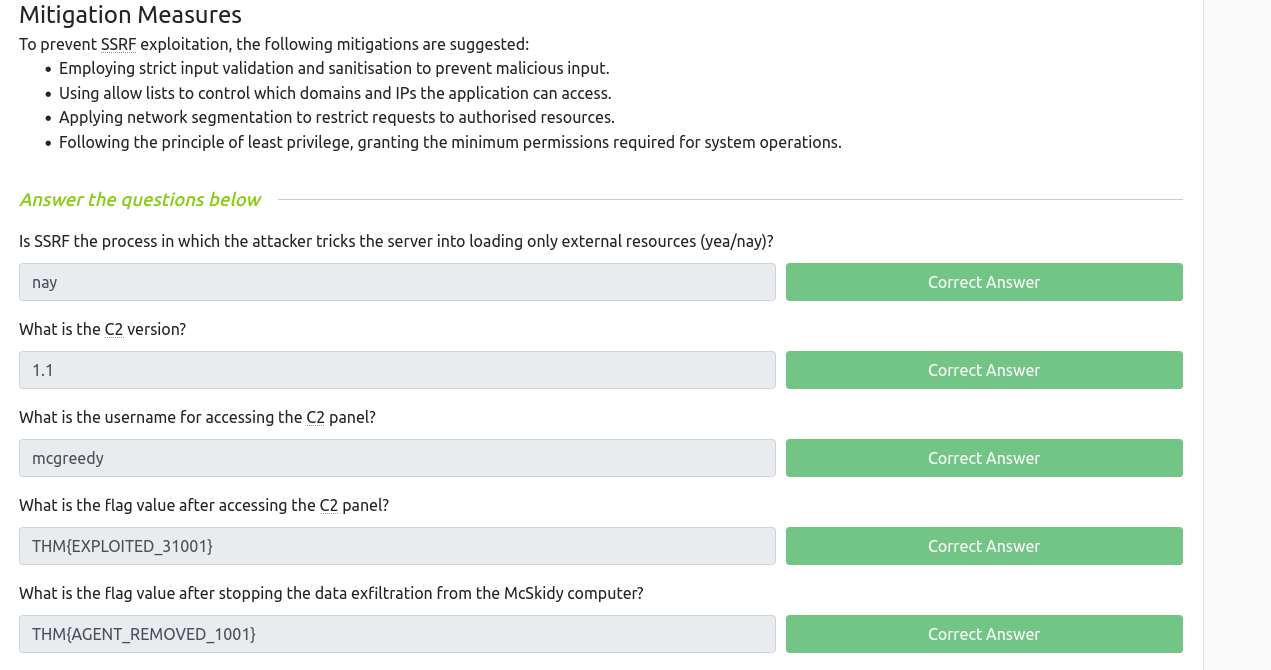 Mitigation Measures
To prevent SSRF exploitation, the following mitigations are suggested:
• Employing strict input validation and sanitisation to prevent malicious input.
• Using allow lists to control which domains and IPs the application can access.
• Applying network segmentation to restrict requests to authorised resources.
• Following the principle of least privilege, granting the minimum permissions required for system operations.
Answer the questions below
Is SSRF the process in which the attacker tricks the server into loading only external resources (yea/nay)?
nay Correct Answer
What is the C2 version?
1.1 Correct Answer
What is the username for accessing the C2 panel?
mcgreedy Correct Answer
What is the flag value after accessing the C2 panel?
THM{EXPLOITED_31001} Correct Answer
What is the flag value after stopping the data exfiltration from the McSkidy computer?
THM{AGENT_REMOVED_1001} Correct Answer